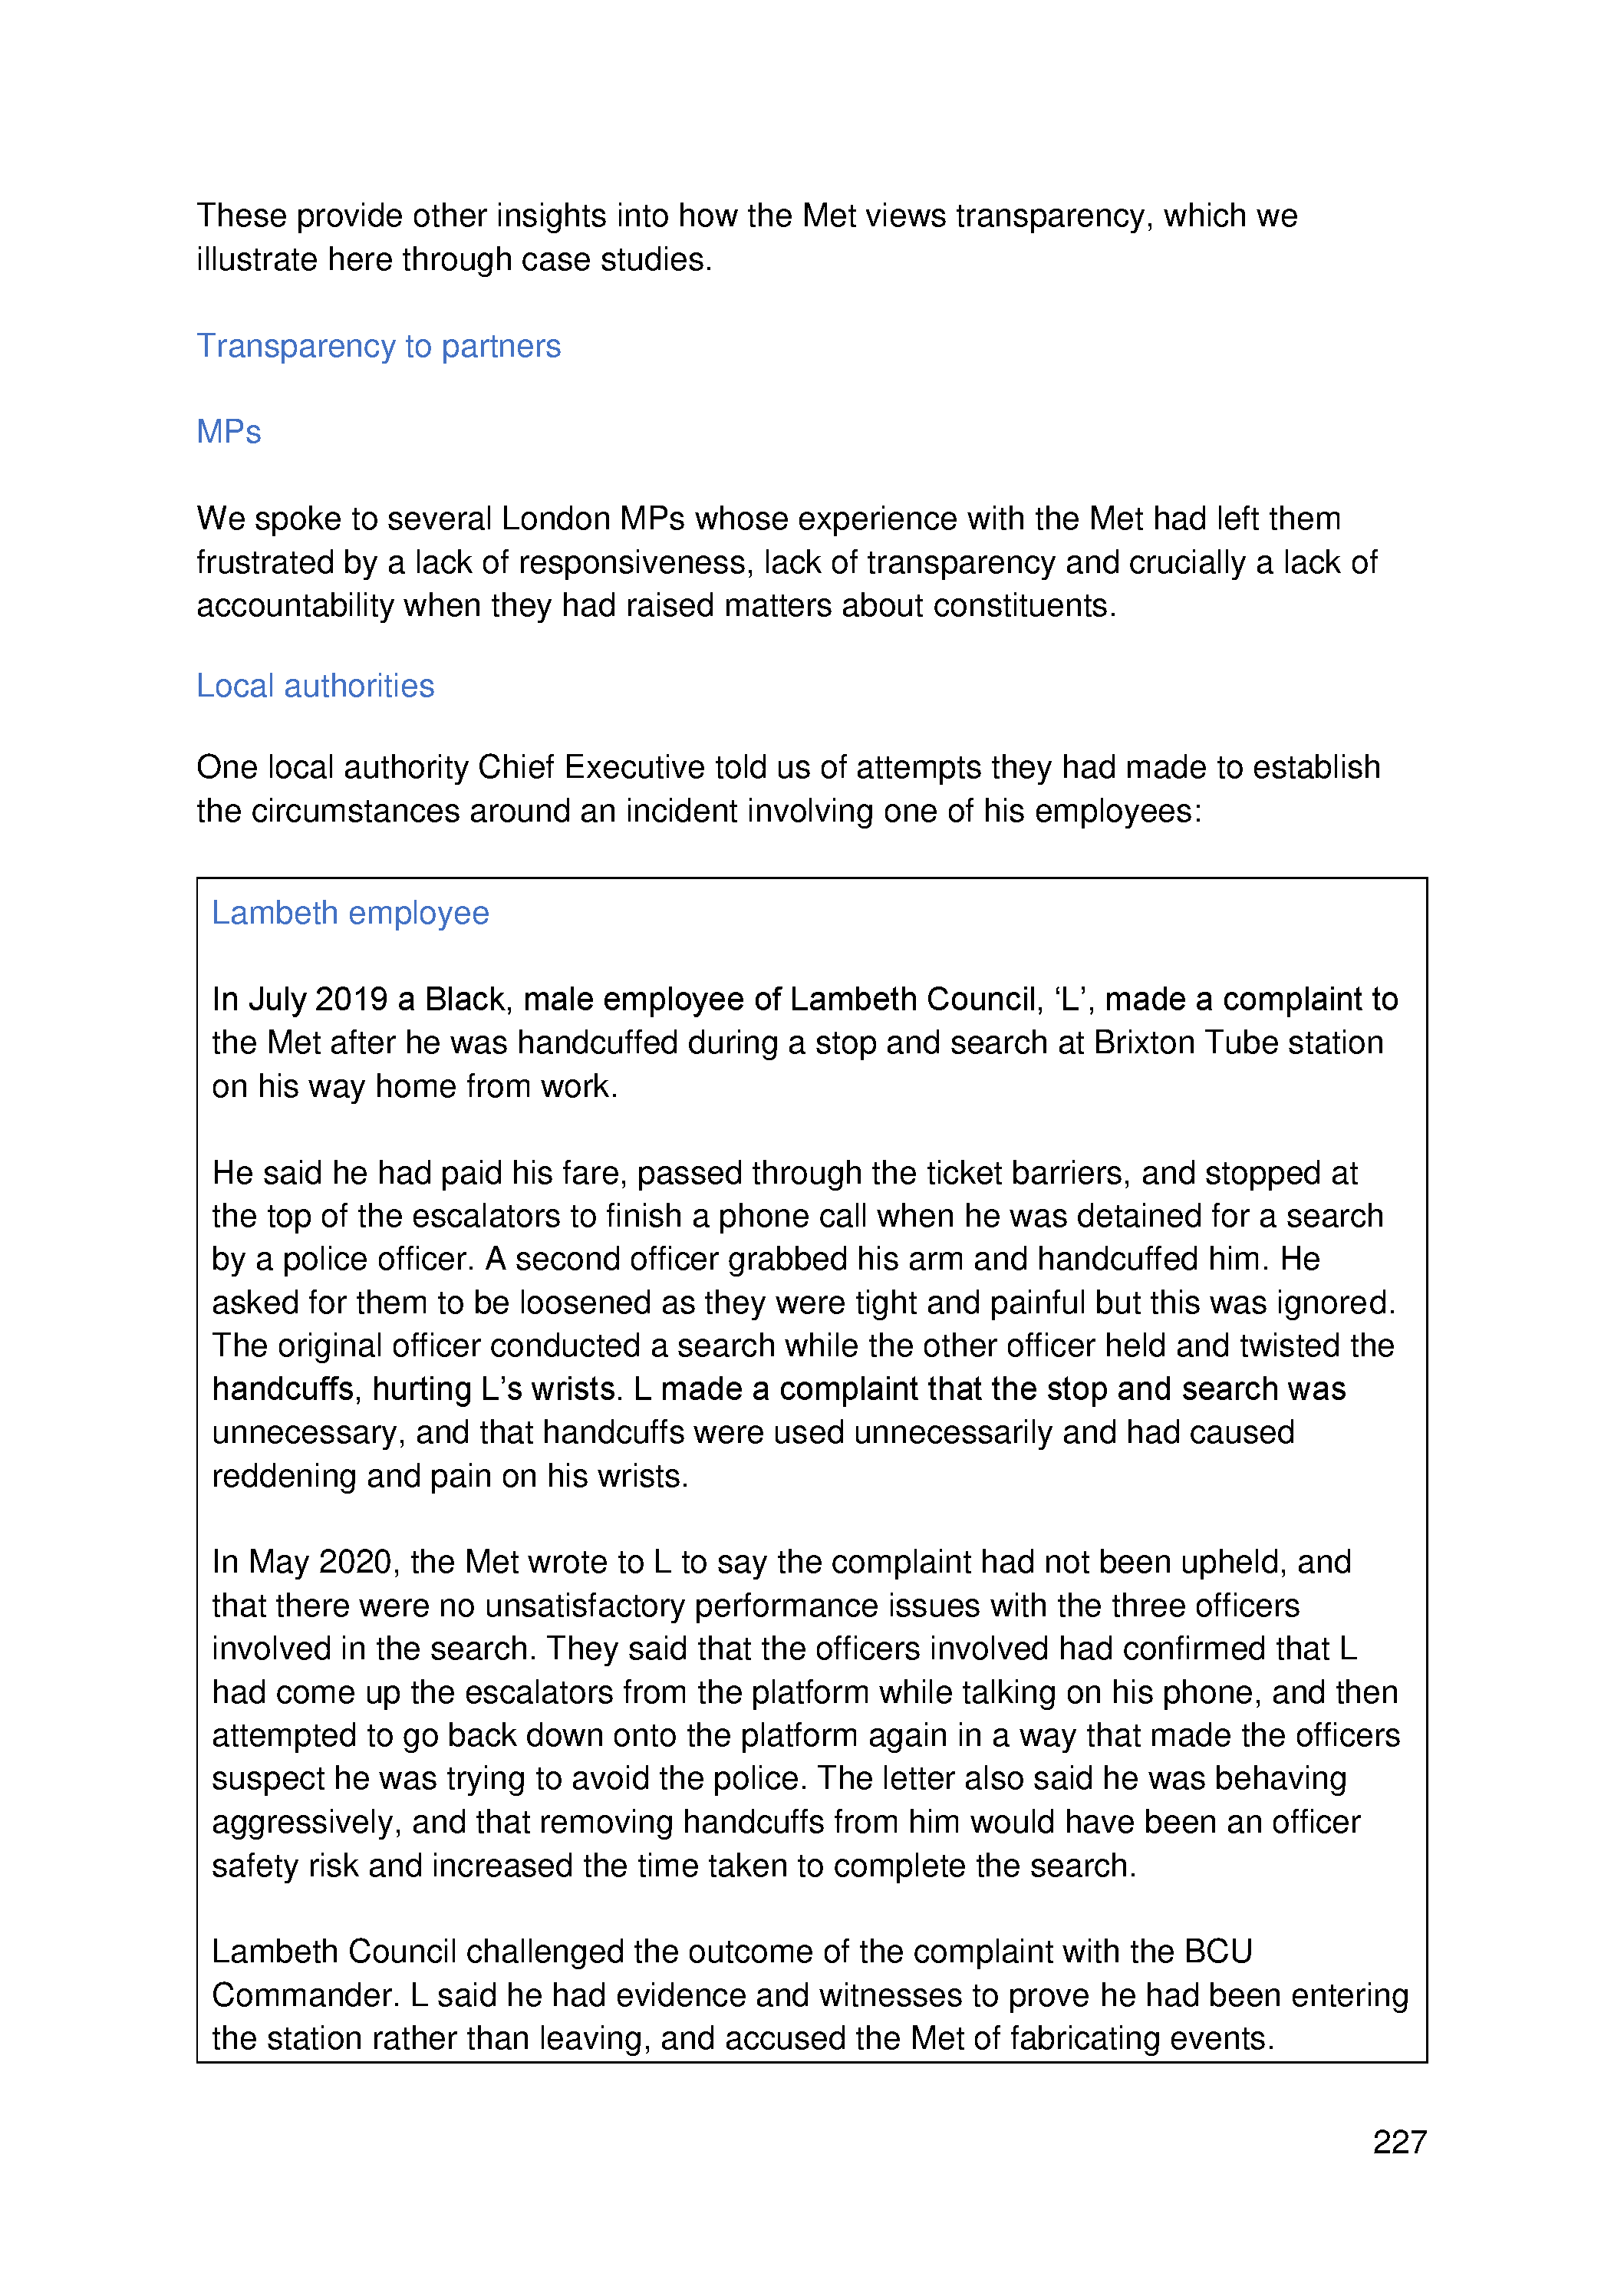 These provide other insights into how the Met views transparency, which we
illustrate here through case studies.
Transparency to partners
MPs
We spoke to several London MPs whose experience with the Met had left them
frustrated by a lack of responsiveness, lack of transparency and crucially a lack of
accountability when they had raised matters about constituents.
Local authorities
One local authority Chief Executive told us of attempts they had made to establish
the circumstances around an incident involving one of his employees:
Lambeth employee
In July 2019 a Black, male employee of Lambeth Council, ‘L’, made a complaint to
the Met after he was handcuffed during a stop and search at Brixton Tube station
on his way home from work.
He said he had paid his fare, passed through the ticket barriers, and stopped at
the top of the escalators to finish a phone call when he was detained for a search
by a police officer. A second officer grabbed his arm and handcuffed him. He
asked for them to be loosened as they were tight and painful but this was ignored.
The original officer conducted a search while the other officer held and twisted the
handcuffs, hurting L’s wrists. L made a complaint that the stop and search was
unnecessary, and that handcuffs were used unnecessarily and had caused
reddening and pain on his wrists.
In May 2020, the Met wrote to L to say the complaint had not been upheld, and
that there were no unsatisfactory performance issues with the three officers
involved in the search. They said that the officers involved had confirmed that L
had come up the escalators from the platform while talking on his phone, and then
attempted to go back down onto the platform again in a way that made the officers
suspect he was trying to avoid the police. The letter also said he was behaving
aggressively, and that removing handcuffs from him would have been an officer
safety risk and increased the time taken to complete the search.
Lambeth Council challenged the outcome of the complaint with the BCU
Commander. L said he had evidence and witnesses to prove he had been entering
the station rather than leaving, and accused the Met of fabricating events.
227